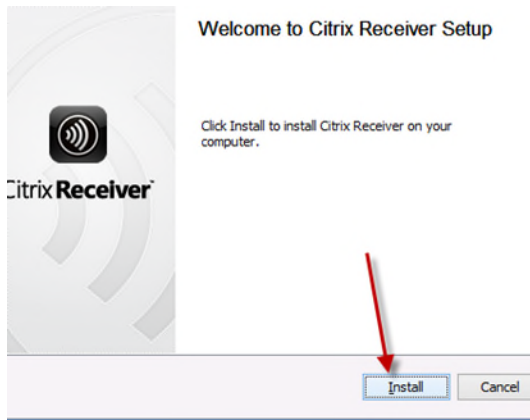 Welcome to Citrix Receiver Setup
Click Install to install Citrix Receiver on your
computer.
Citrix Receiver
Install
Cancel